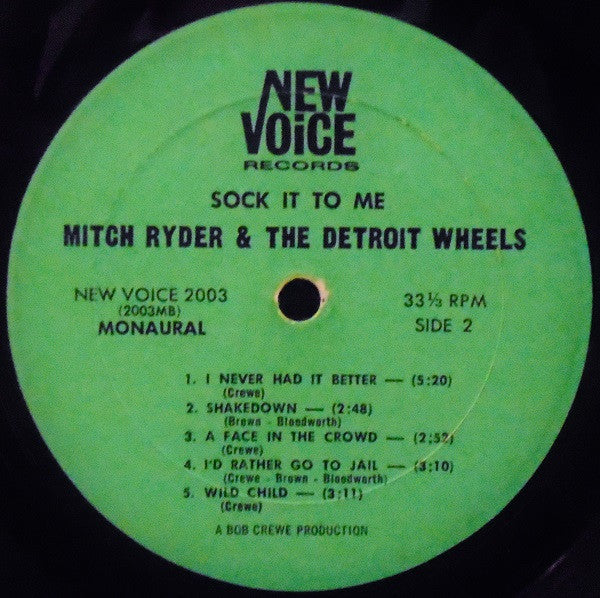 NEW
VOiCE
RECORDS
SOCK IT TO ME
MITCH RYDER & THE DETROIT WHEELS
NEW VOICE 2003
(2003MB)
MONAURAL
33⅓ RPM
SIDE 2
1. I NEVER HAD IT BETTER — (5:20)
(Crewe)
2. SHAKEDOWN — (2:48)
(Brown - Bloodworth)
3. A FACE IN THE CROWD — (2:52)
(Crewe)
4. I'D RATHER GO TO JAIL — (3:10)
(Crewe - Brown - Bloodworth)
5. WILD CHILD — (3:11)
(Crewe)
A BOB CREWE PRODUCTION